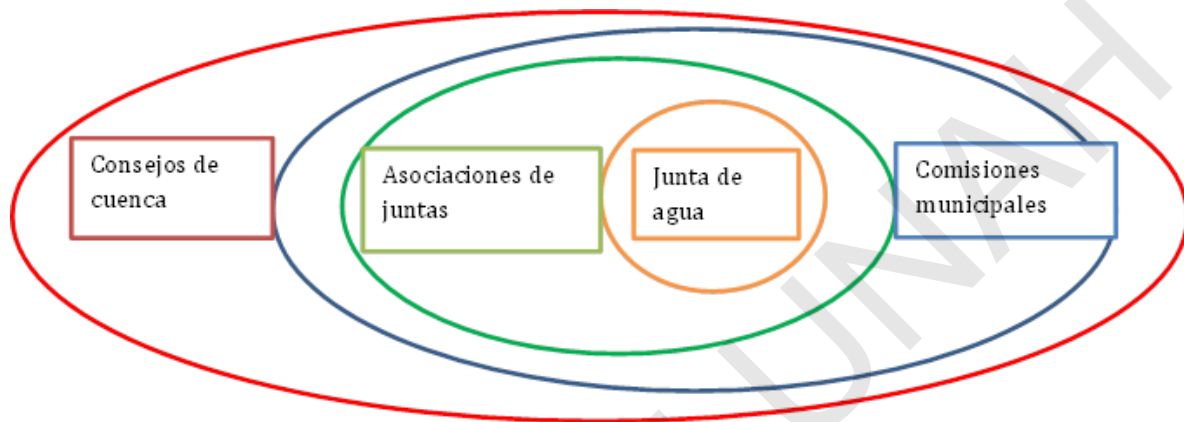 Consejos de
cuenca
Asociaciones de
juntas
Junta de
agua
Comisiones
municipales
UNAH